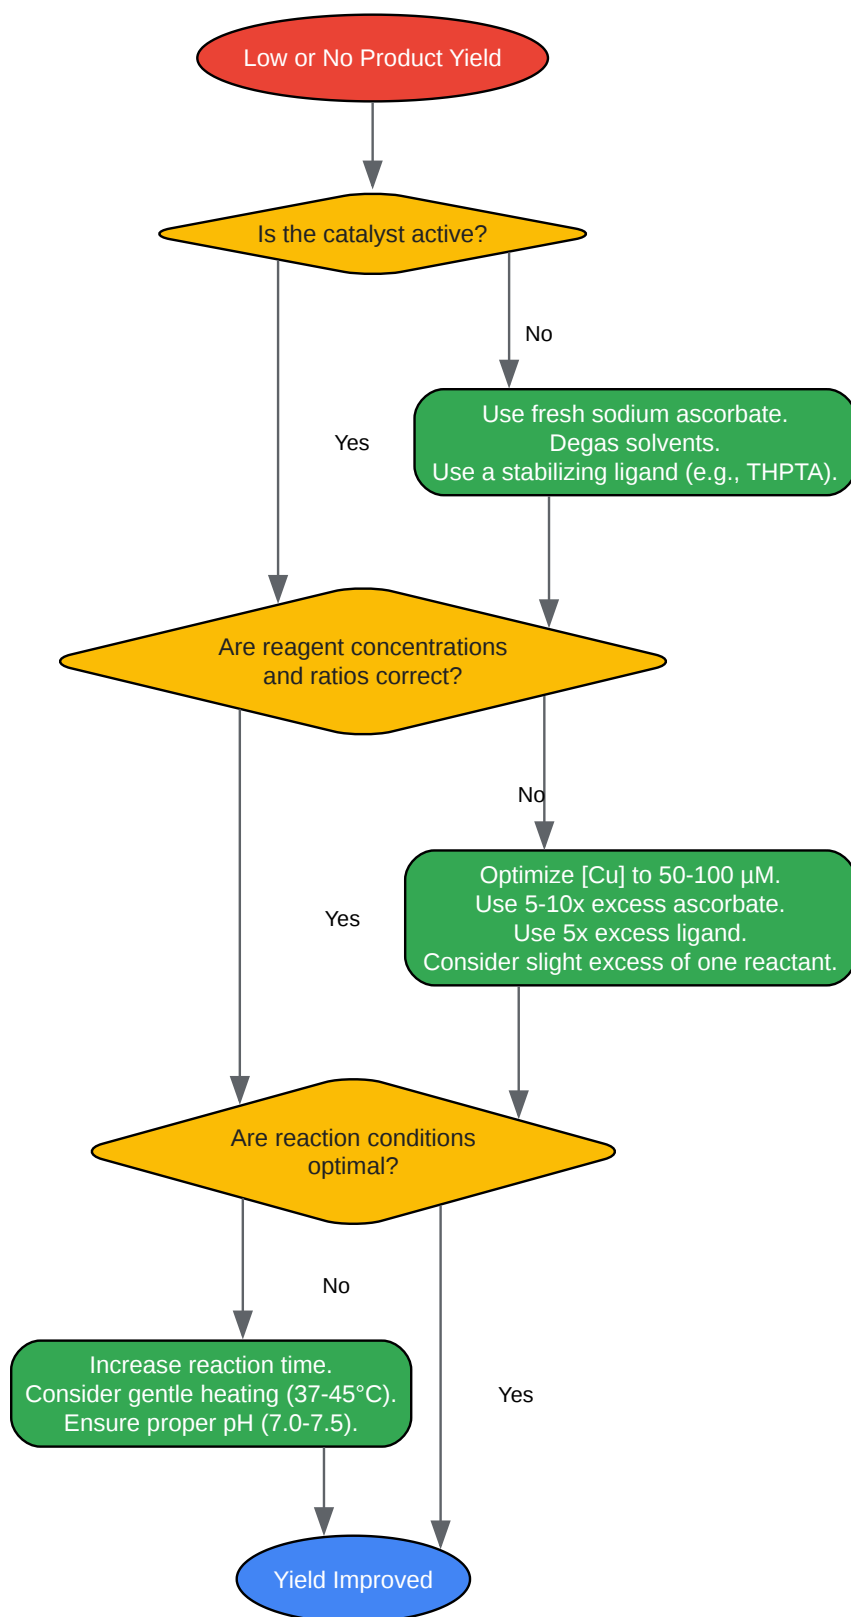 Low or No Product Yield
Is the catalyst active?
No
Use fresh sodium ascorbate.
Degas solvents.
Use a stabilizing ligand (e.g., THPTA).
Yes
Are reagent concentrations
and ratios correct?
No
Optimize [Cu] to 50-100 µM.
Use 5-10x excess ascorbate.
Use 5x excess ligand.
Consider slight excess of one reactant.
Yes
Are reaction conditions
optimal?
No
Increase reaction time.
Consider gentle heating (37-45°C).
Ensure proper pH (7.0-7.5).
Yes
Yield Improved